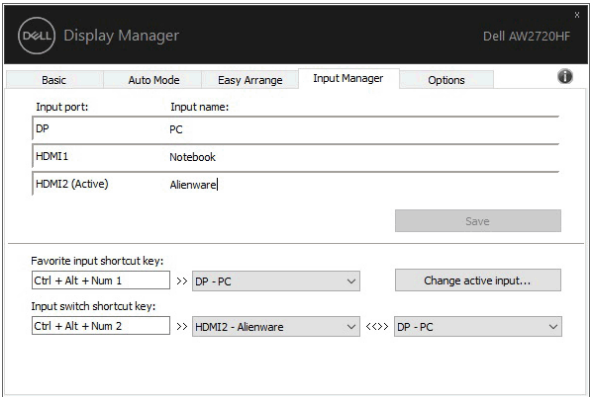 x
DELL Display Manager Dell AW2720HF
Basic Auto Mode Easy Arrange Input Manager Options i
Input port: Input name:
DP PC
HDMI1 Notebook
HDMI2 (Active) Alienware
Save
Favorite input shortcut key:
Ctrl + Alt + Num 1 >> DP - PC Change active input...
Input switch shortcut key:
Ctrl + Alt + Num 2 >> HDMI2 - Alienware <<>> DP - PC